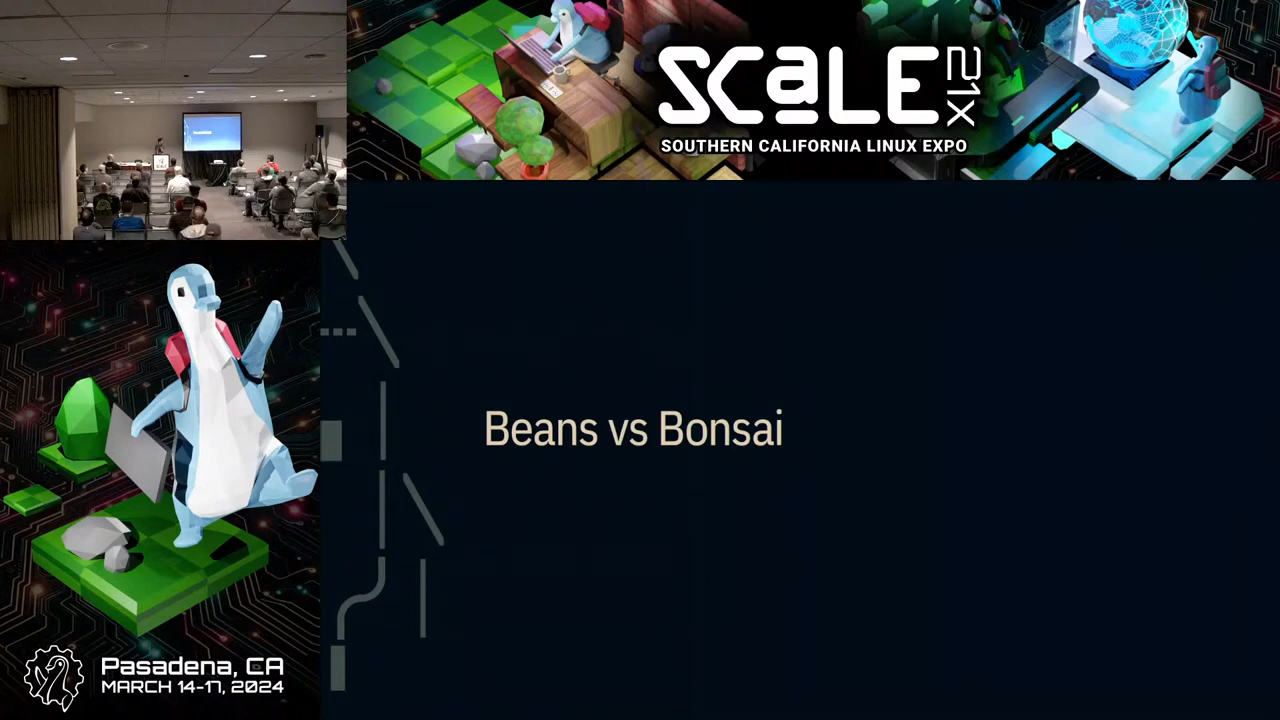 SCaLE 21X
SOUTHERN CALIFORNIA LINUX EXPO
Beans vs Bonsai
Pasadena, CA
MARCH 14-17, 2024